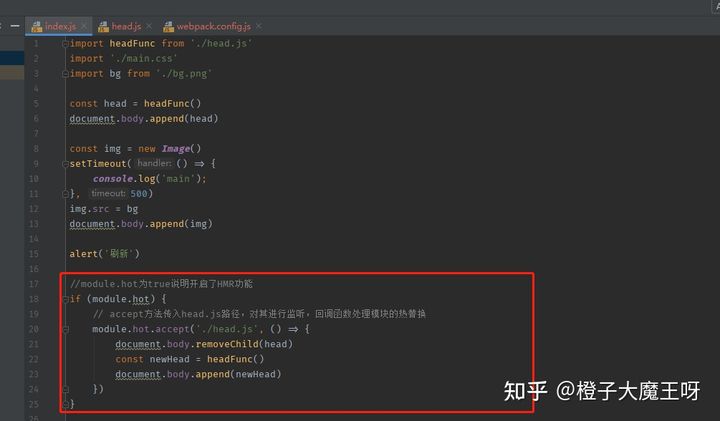 index.js head.js webpack.config.js
1 import headFunc from './head.js'
2 import './main.css'
3 import bg from './bg.png'
4
5 const head = headFunc()
6 document.body.append(head)
7
8 const img = new Image()
9 setTimeout( handler: () => {
10 console.log('main');
11 }, timeout: 500)
12 img.src = bg
13 document.body.append(img)
14
15 alert('刷新')
16
17 //module.hot为true说明开启了HMR功能
18 if (module.hot) {
19 // accept方法传入head.js路径，对其进行监听，回调函数处理模块的热替换
20 module.hot.accept('./head.js', () => {
21 document.body.removeChild(head)
22 const newHead = headFunc()
23 document.body.append(newHead)
24 })
25 }
知乎 @橙子大魔王呀